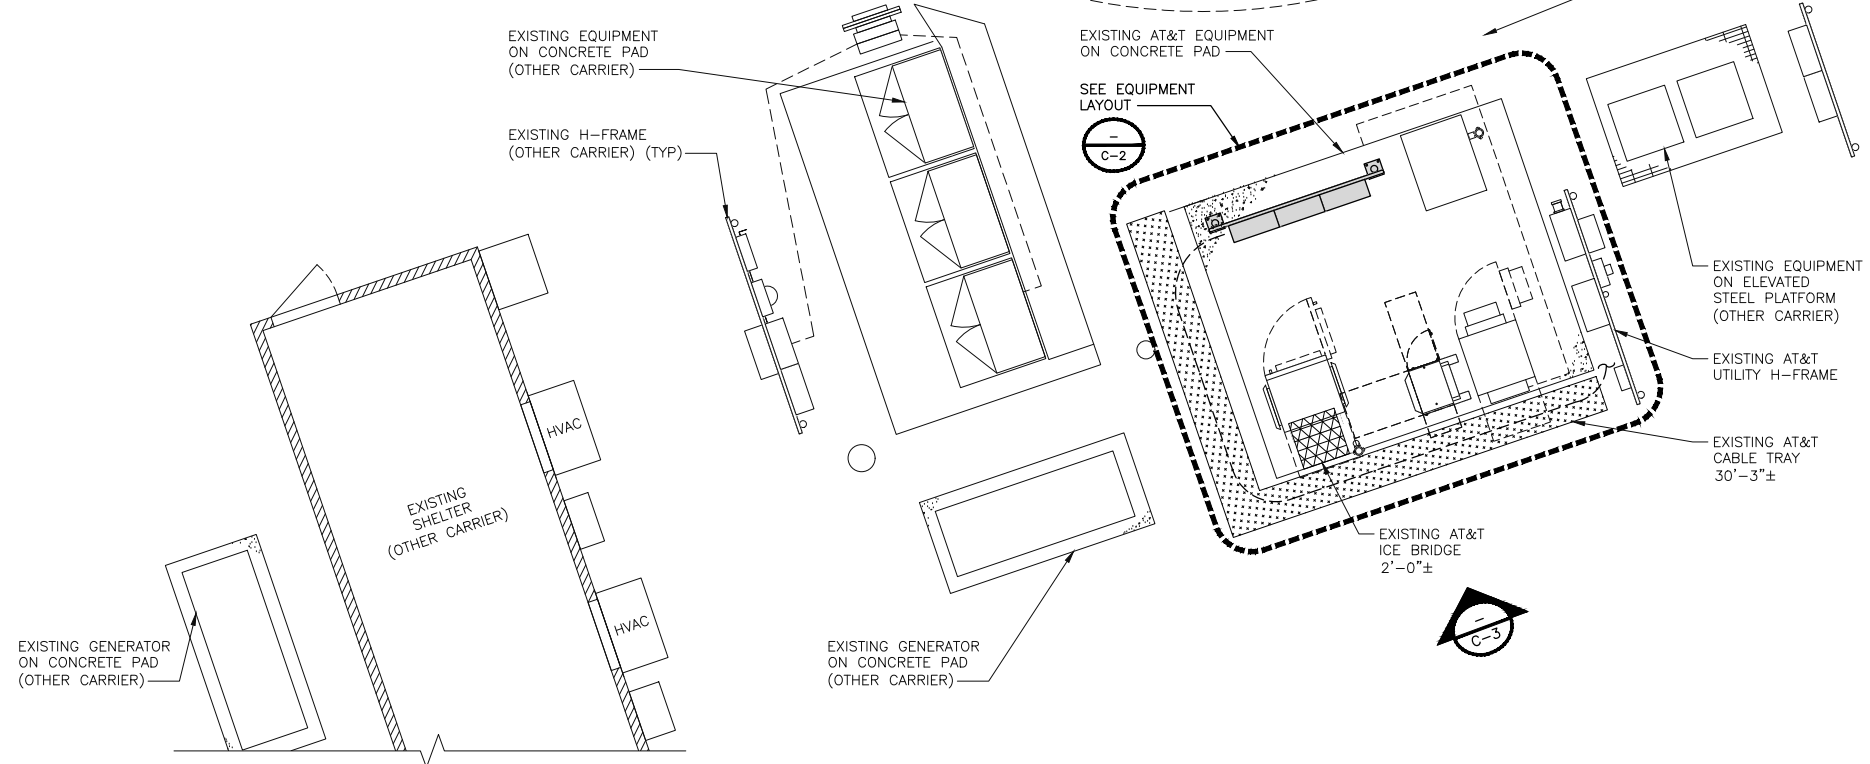 EXISTING EQUIPMENT
ON CONCRETE PAD
(OTHER CARRIER)
EXISTING H-FRAME
(OTHER CARRIER) (TYP)
EXISTING AT&T EQUIPMENT
ON CONCRETE PAD
SEE EQUIPMENT
LAYOUT
-
C-2
EXISTING EQUIPMENT
ON ELEVATED
STEEL PLATFORM
(OTHER CARRIER)
EXISTING AT&T
UTILITY H-FRAME
EXISTING AT&T
CABLE TRAY
30'-3"±
EXISTING AT&T
ICE BRIDGE
2'-0"±
-
C-3
HVAC
EXISTING
SHELTER
(OTHER CARRIER)
HVAC
EXISTING GENERATOR
ON CONCRETE PAD
(OTHER CARRIER)
EXISTING GENERATOR
ON CONCRETE PAD
(OTHER CARRIER)